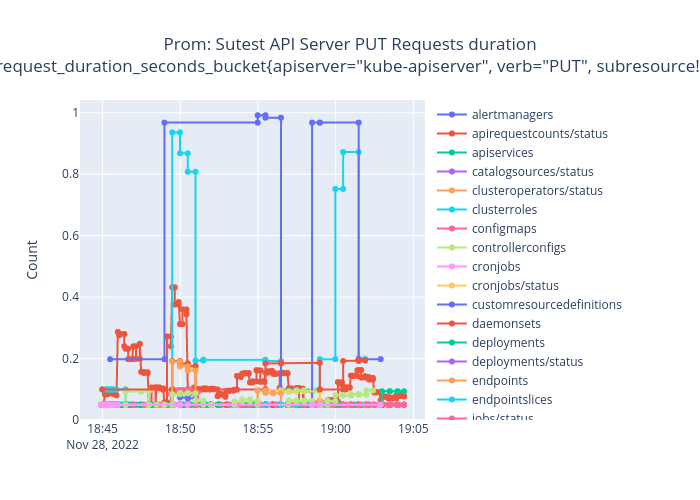 Prom: Sutest API Server PUT Requests duration
request_duration_seconds_bucket{apiserver="kube-apiserver", verb="PUT", subresource!
1
0.8
0.6
0.4
0.2
0
Count
18:45
18:50
18:55
19:00
19:05
Nov 28, 2022
alertmanagers
apirequestcounts/status
apiservices
catalogsources/status
clusteroperators/status
clusterroles
configmaps
controllerconfigs
cronjobs
cronjobs/status
customresourcedefinitions
daemonsets
deployments
deployments/status
endpoints
endpointslices
jobs/status